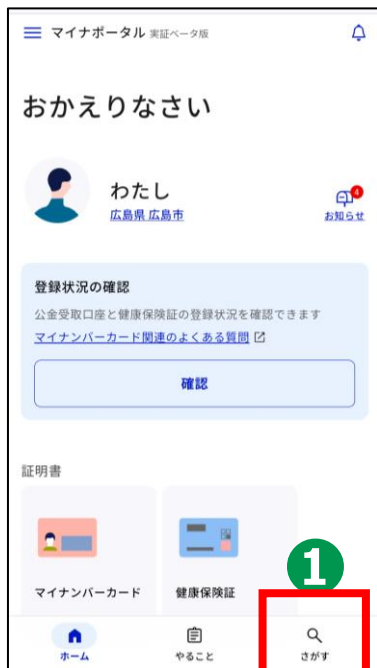 マイナポータル 実証ベータ版
おかえりなさい
わたし
広島県 広島市
4
お知らせ
登録状況の確認
公金受取口座と健康保険証の登録状況を確認できます
マイナンバーカード関連のよくある質問
確認
証明書
マイナンバーカード
健康保険証
1
ホーム
やること
さがす